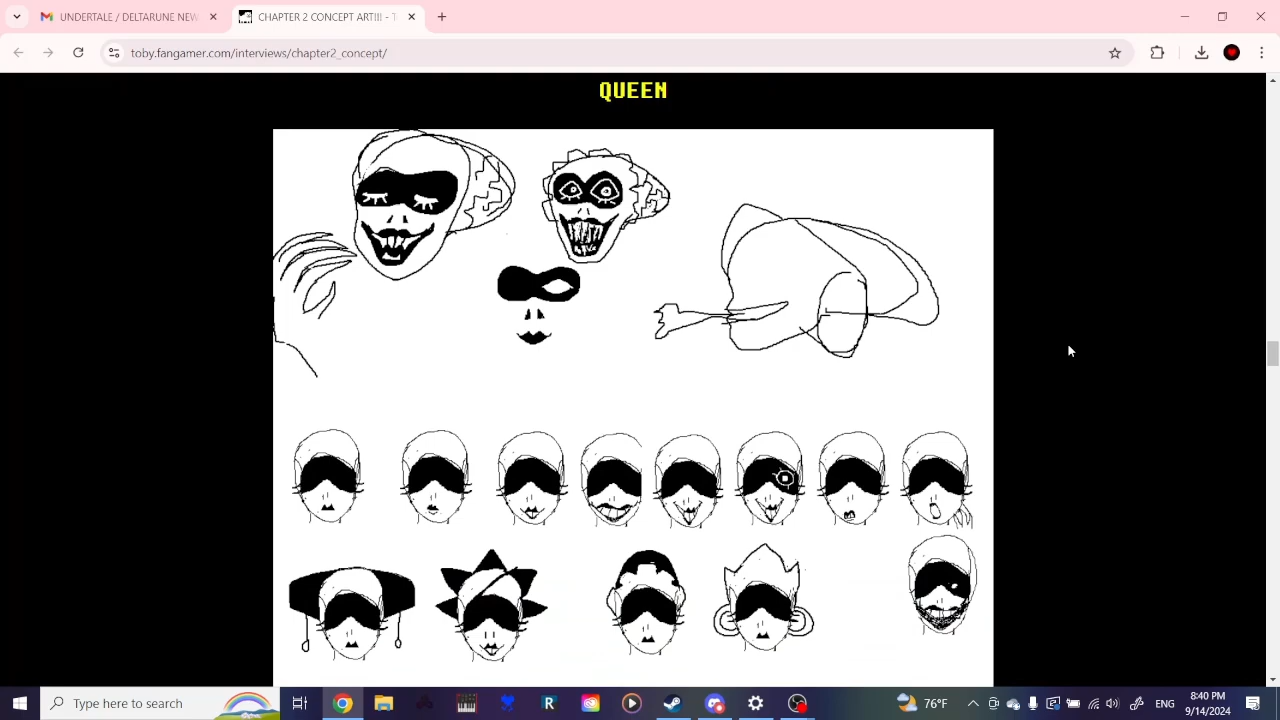 UNDERTALE / DELTARUNE NEW
CHAPTER 2 CONCEPT ART!!! - T
toby.fangamer.com/interviews/chapter2_concept/
QUEEN
Type here to search
76°F
ENG
8:40 PM
9/14/2024